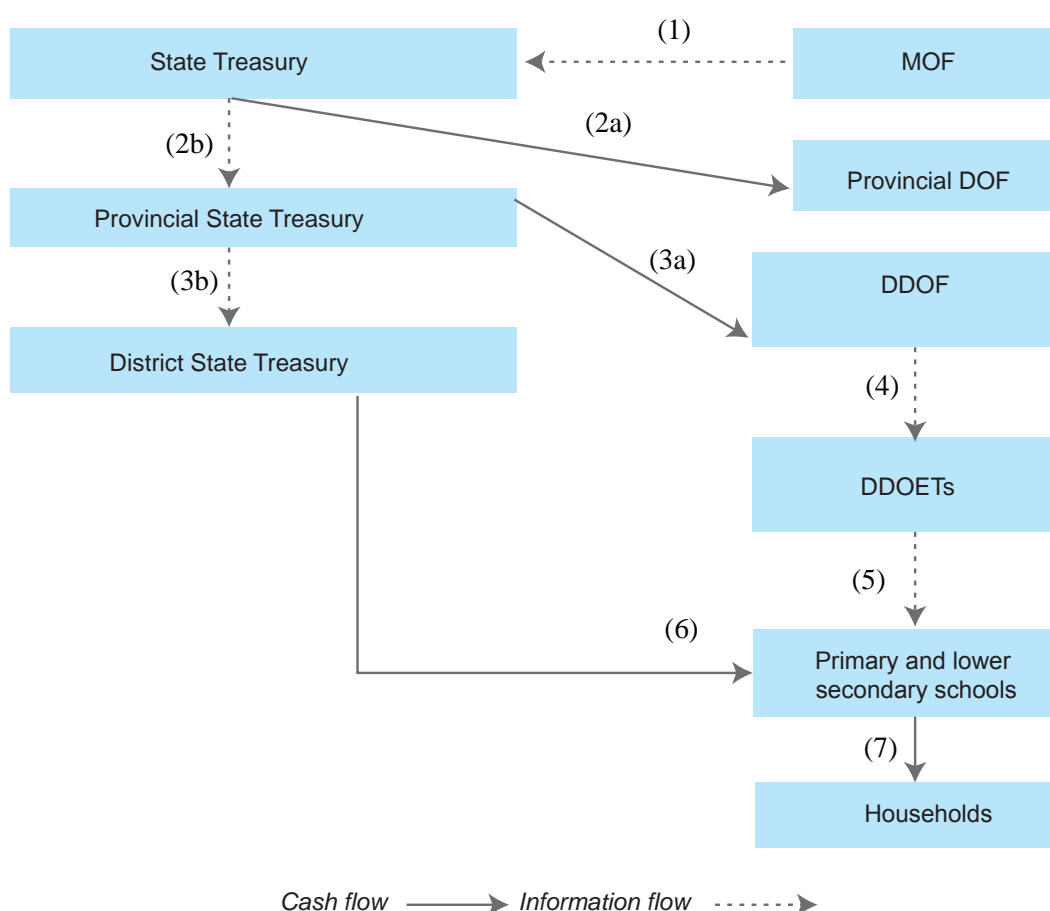 (1)
State Treasury
MOF
(2a)
(2b)
Provincial DOF
Provincial State Treasury
(3a)
(3b)
DDOF
District State Treasury
(4)
DDOETs
(5)
(6)
Primary and lower
secondary schools
(7)
Households
Cash flow
Information flow